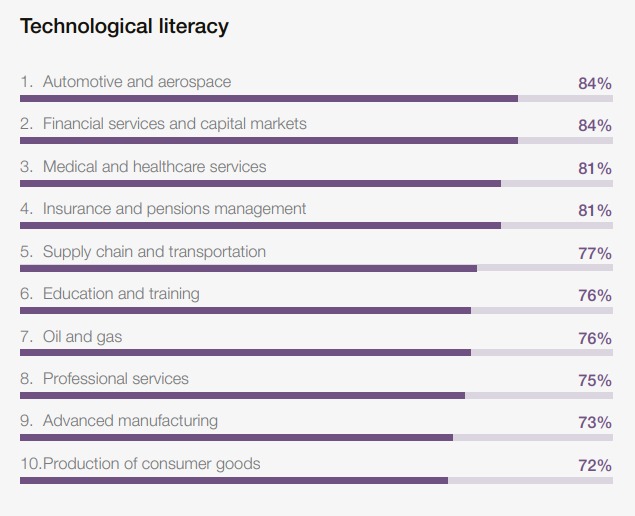 Technological literacy
1. Automotive and aerospace 84%
2. Financial services and capital markets 84%
3. Medical and healthcare services 81%
4. Insurance and pensions management 81%
5. Supply chain and transportation 77%
6. Education and training 76%
7. Oil and gas 76%
8. Professional services 75%
9. Advanced manufacturing 73%
10.Production of consumer goods 72%